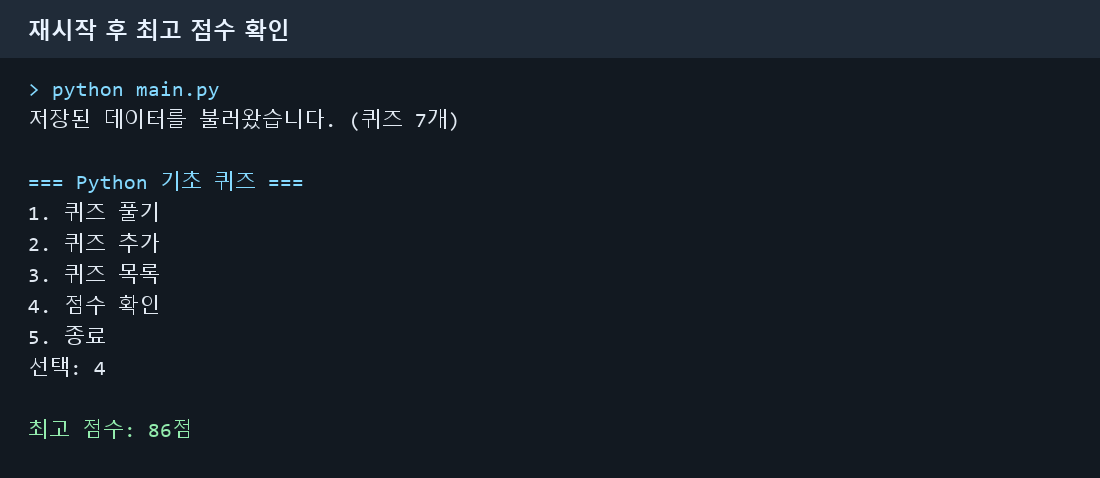 재시작 후 최고 점수 확인
> python main.py
저장된 데이터를 불러왔습니다. (퀴즈 7개)
=== Python 기초 퀴즈 ===
1. 퀴즈 풀기
2. 퀴즈 추가
3. 퀴즈 목록
4. 점수 확인
5. 종료
선택: 4
최고 점수: 86점